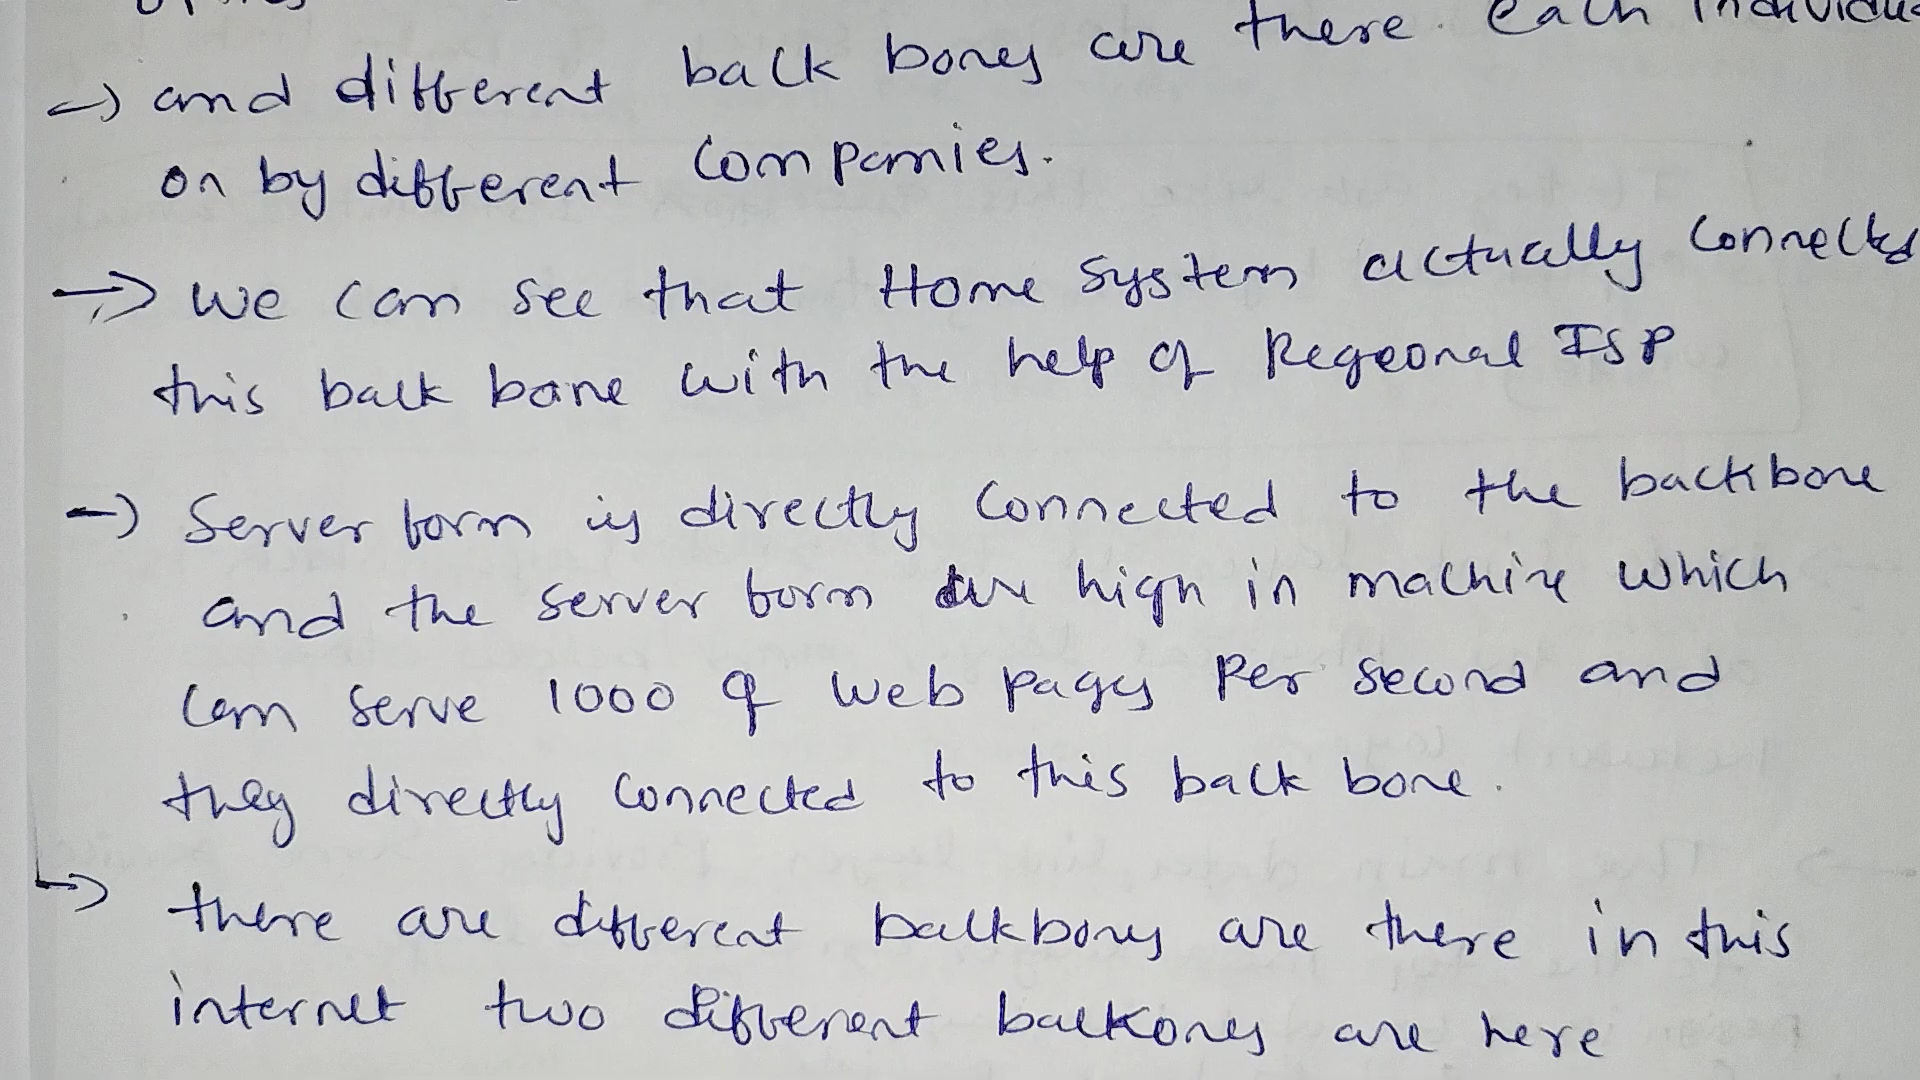 → and different back bones are there. each
on by different companies.
→ we can see that Home system actually connected
this back bone with the help of Regeonal ISP
→ Server form is directly connected to the backbone
and the server form are high in machine which
can serve 1000 of web pages Per second and
they directly connected to this back bone.
↳ there are different backbones are there in this
internet two different backones are here